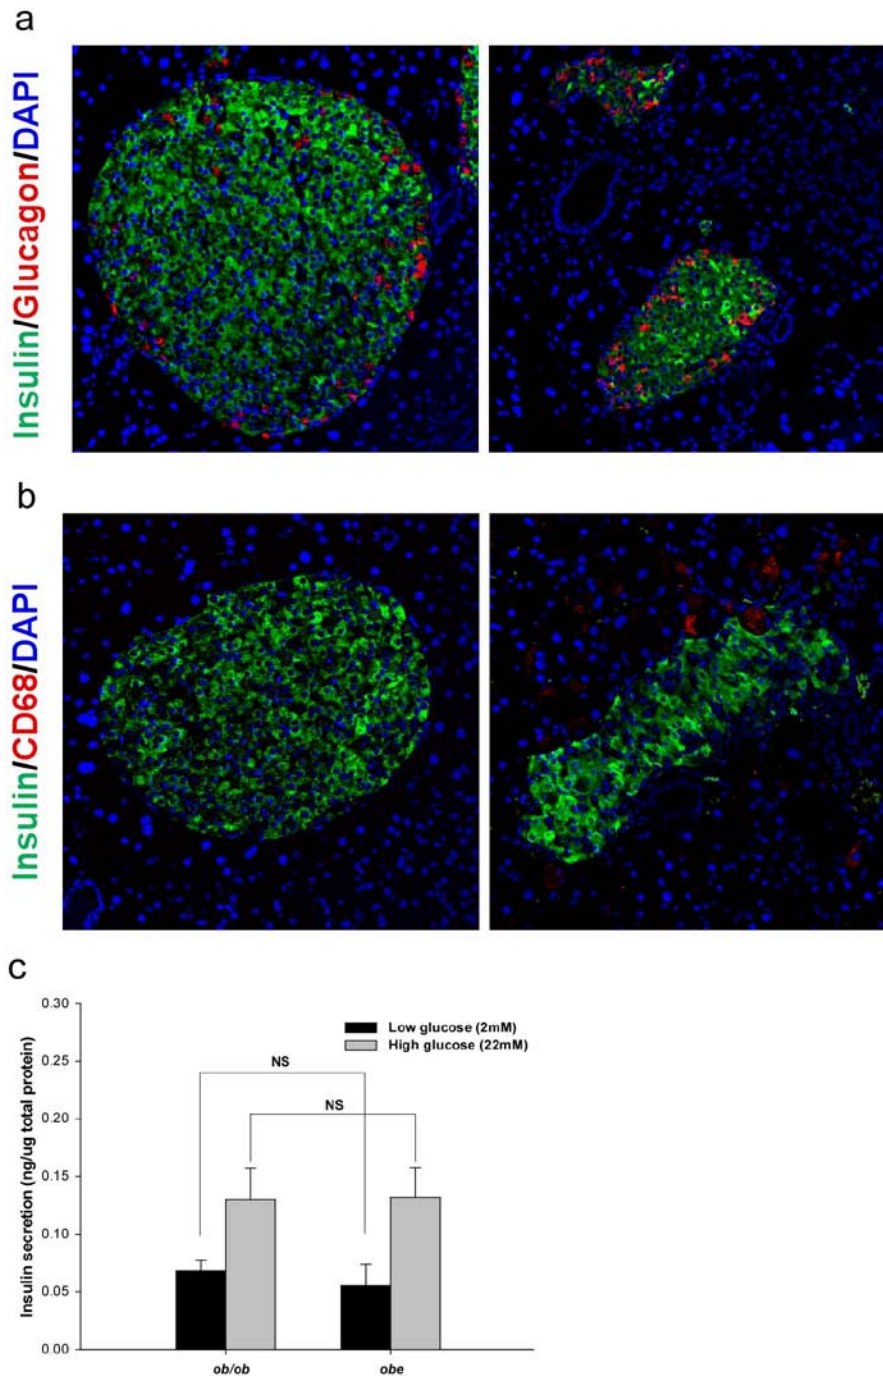 a
Insulin/Glucagon/DAPI
b
Insulin/CD68/DAPI
c
Insulin secretion (ng/ug total protein)
0.30
0.25
0.20
0.15
0.10
0.05
0.00
Low glucose (2mM)
High glucose (22mM)
NS
NS
ob/ob
obe